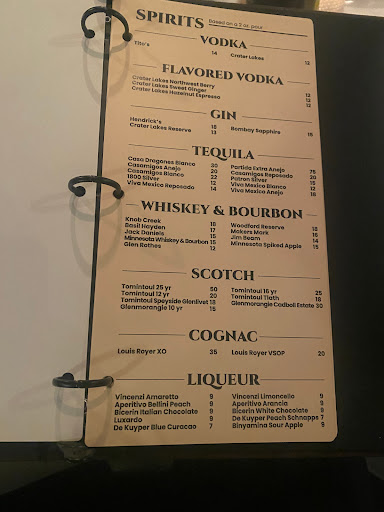 SPIRITS Based on a 2 oz. pour
VODKA
Tito's 14 Crater Lakes 12
FLAVORED VODKA
Crater Lakes Northwest Berry 12
Crater Lakes Sweet Ginger 12
Crater Lakes Hazelnut Espresso 12
GIN
Hendrick's 16 Bombay Sapphire 15
Crater Lakes Reserve 13
TEQUILA
Casa Dragones Blanco 30 Partida Extra Anejo 75
Casamigos Anejo 20 Casamigos Reposado 20
Casamigos Blanco 22 Patron Silver 15
1800 Silver 12 Viva Mexico Blanco 12
Viva Mexico Reposado 14 Viva Mexico Anejo 18
WHISKEY & BOURBON
Knob Creek 16 Woodford Reserve 18
Basil Hayden 17 Makers Mark 16
Jack Daniels 15 Jim Beam 14
Minnesota Whiskey & Bourbon 15 Minnesota Spiked Apple 15
Glen Rothes 12
SCOTCH
Tomintoul 25 yr 50 Tomintoul 16 yr 25
Tomintoul 12 yr 20 Tomintoul Tlath 18
Tomintoul Speyside Glenlivet 13 Glenmorangie Cadboll Estate 30
Glenmorangie 10 yr 15
COGNAC
Louis Royer XO 35 Louis Royer VSOP 20
LIQUEUR
Vincenzi Amaretto 9 Vincenzi Limoncello 9
Aperitivo Bellini Peach 9 Aperitivo Arancia 9
Bicerin Italian Chocolate 9 Bicerin White Chocolate 9
Luxardo 9 De Kuyper Peach Schnapps 7
De Kuyper Blue Curacao 7 Binyamina Sour Apple 9